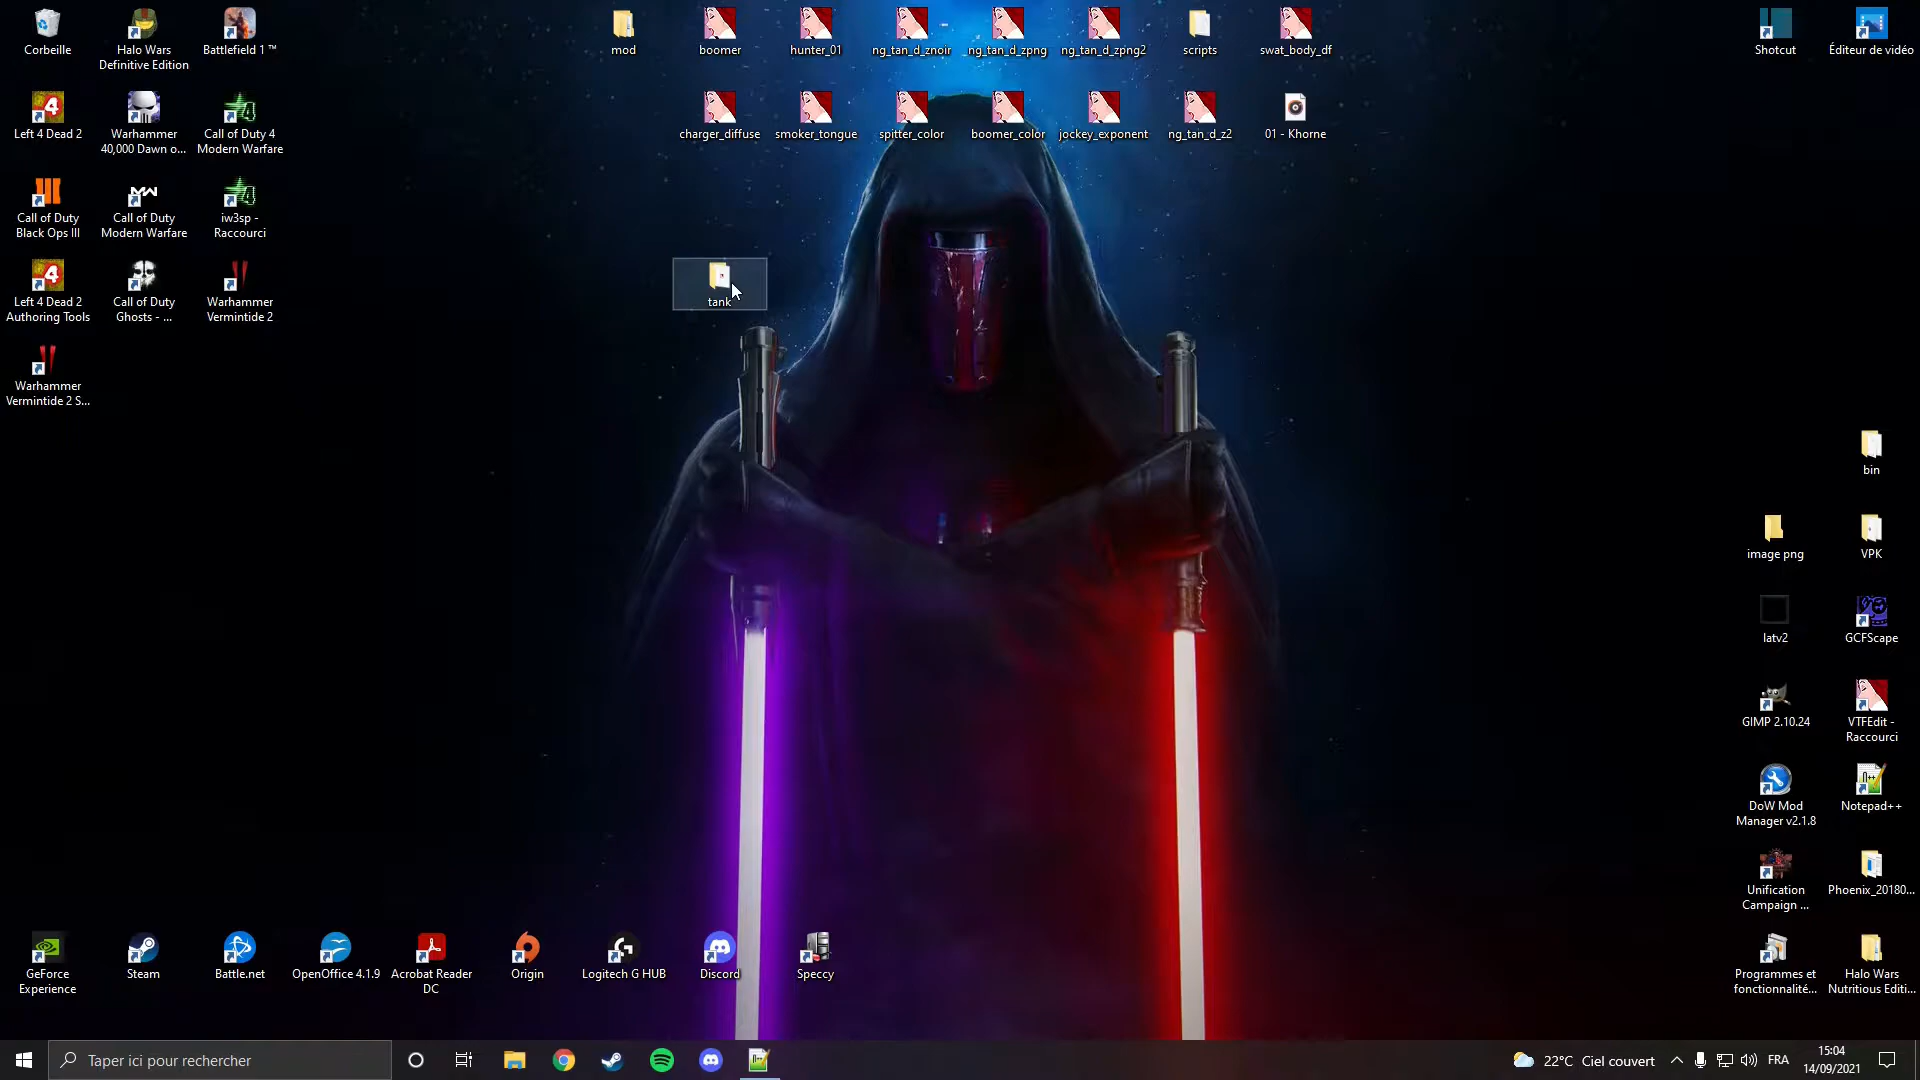 Corbeille
Halo Wars
Definitive Edition
Battlefield 1 ™
mod
boomer
hunter_01
ng_tan_d_znoir
ng_tan_d_zpng
ng_tan_d_zpng2
scripts
swat_body_df
Shotcut
Éditeur de vidéo
Left 4 Dead 2
Warhammer
40,000 Dawn o...
Call of Duty 4
Modern Warfare
charger_diffuse
smoker_tongue
spitter_color
boomer_color
jockey_exponent
ng_tan_d_z2
01 - Khorne
Call of Duty
Black Ops III
Call of Duty
Modern Warfare
iw3sp -
Raccourci
Left 4 Dead 2
Authoring Tools
Call of Duty
Ghosts - ...
Warhammer
Vermintide 2
tank
Warhammer
Vermintide 2 S...
bin
image png
VPK
latv2
GCFScape
GIMP 2.10.24
VTFEdit -
Raccourci
DoW Mod
Manager v2.1.8
Notepad++
Unification
Campaign ...
Phoenix_20180...
GeForce
Experience
Steam
Battle.net
OpenOffice 4.1.9
Acrobat Reader
DC
Origin
Logitech G HUB
Discord
Speccy
Programmes et
fonctionnalité...
Halo Wars
Nutritious Editi...
Taper ici pour rechercher
22°C Ciel couvert
FRA
15:04
14/09/2021